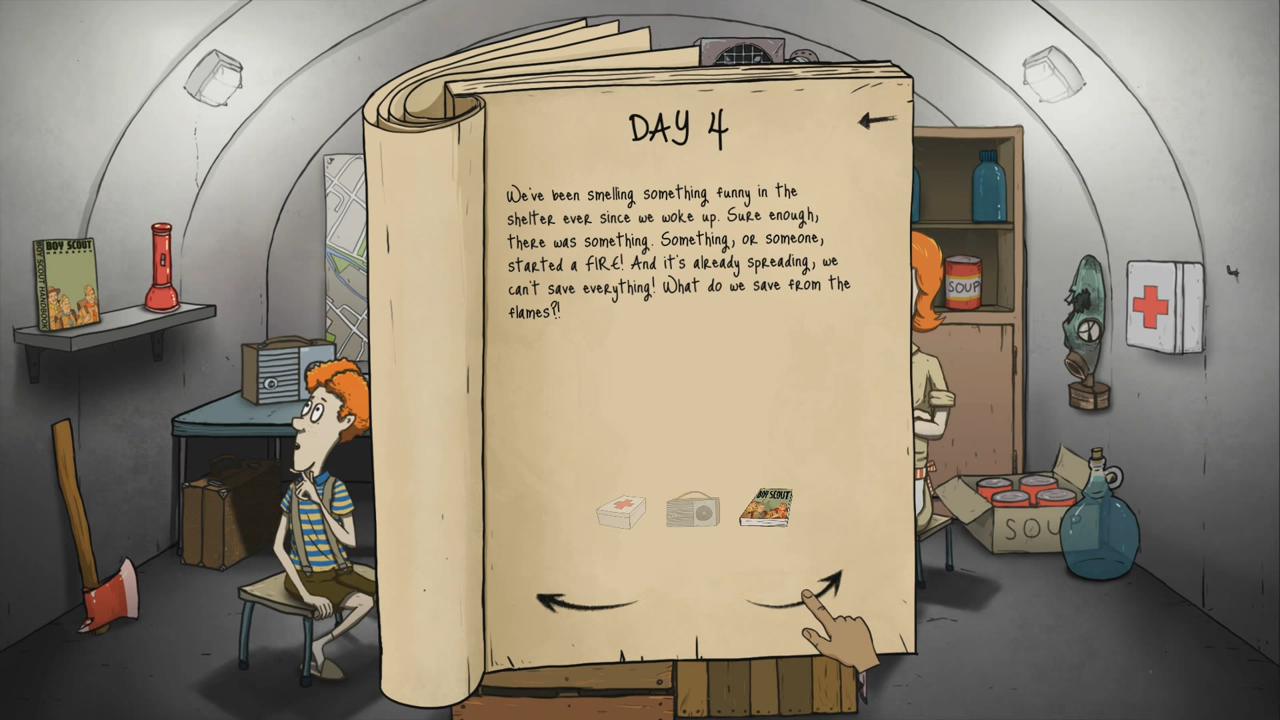 DAY 4
We've been smelling something funny in the
shelter ever since we woke up. Sure enough,
there was something. Something, or someone,
started a FIRE! And it's already spreading, we
can't save everything! What do we save from the
flames?!
BOY SCOUT
BOY SCOUT
BOY SCOUT HANDBOOK
SOUP
SOU
4